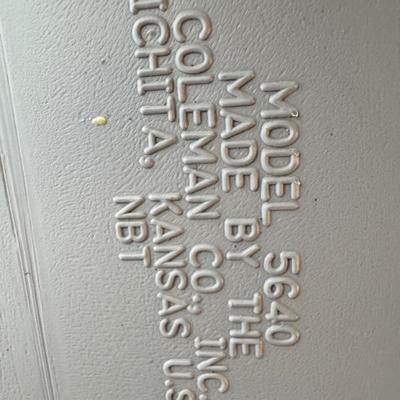 MODEL 5640
MADE BY THE
COLEMAN CO., INC.
ICHITA, KANSAS U.S
NBT